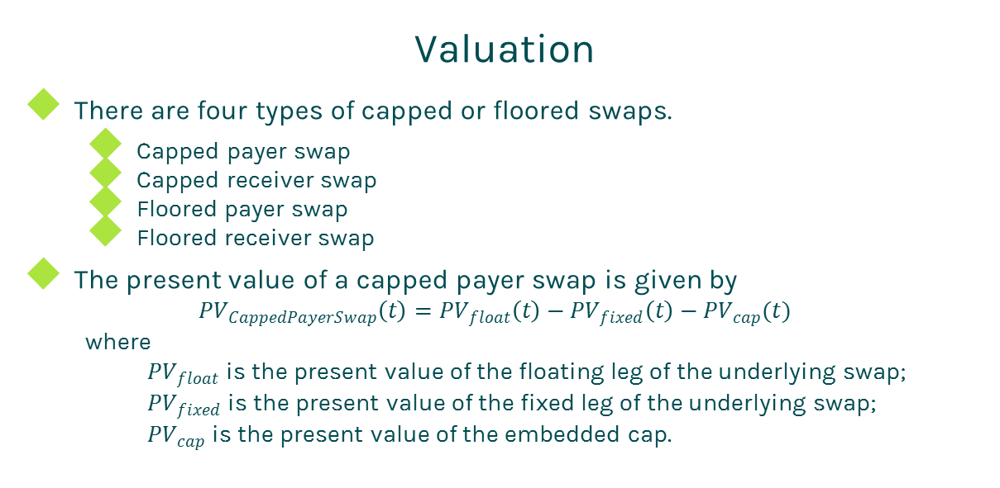 Valuation
There are four types of capped or floored swaps.
Capped payer swap
Capped receiver swap
Floored payer swap
Floored receiver swap
The present value of a capped payer swap is given by
𝑃𝑉_{𝐶𝑎𝑝𝑝𝑒𝑑𝑃𝑎𝑦𝑒𝑟𝑆𝑤𝑎𝑝}(𝑡) = 𝑃𝑉_{𝑓𝑙𝑜𝑎𝑡}(𝑡) − 𝑃𝑉_{𝑓𝑖𝑥𝑒𝑑}(𝑡) − 𝑃𝑉_{𝑐𝑎𝑝}(𝑡)
where
𝑃𝑉_{𝑓𝑙𝑜𝑎𝑡} is the present value of the floating leg of the underlying swap;
𝑃𝑉_{𝑓𝑖𝑥𝑒𝑑} is the present value of the fixed leg of the underlying swap;
𝑃𝑉_{𝑐𝑎𝑝} is the present value of the embedded cap.